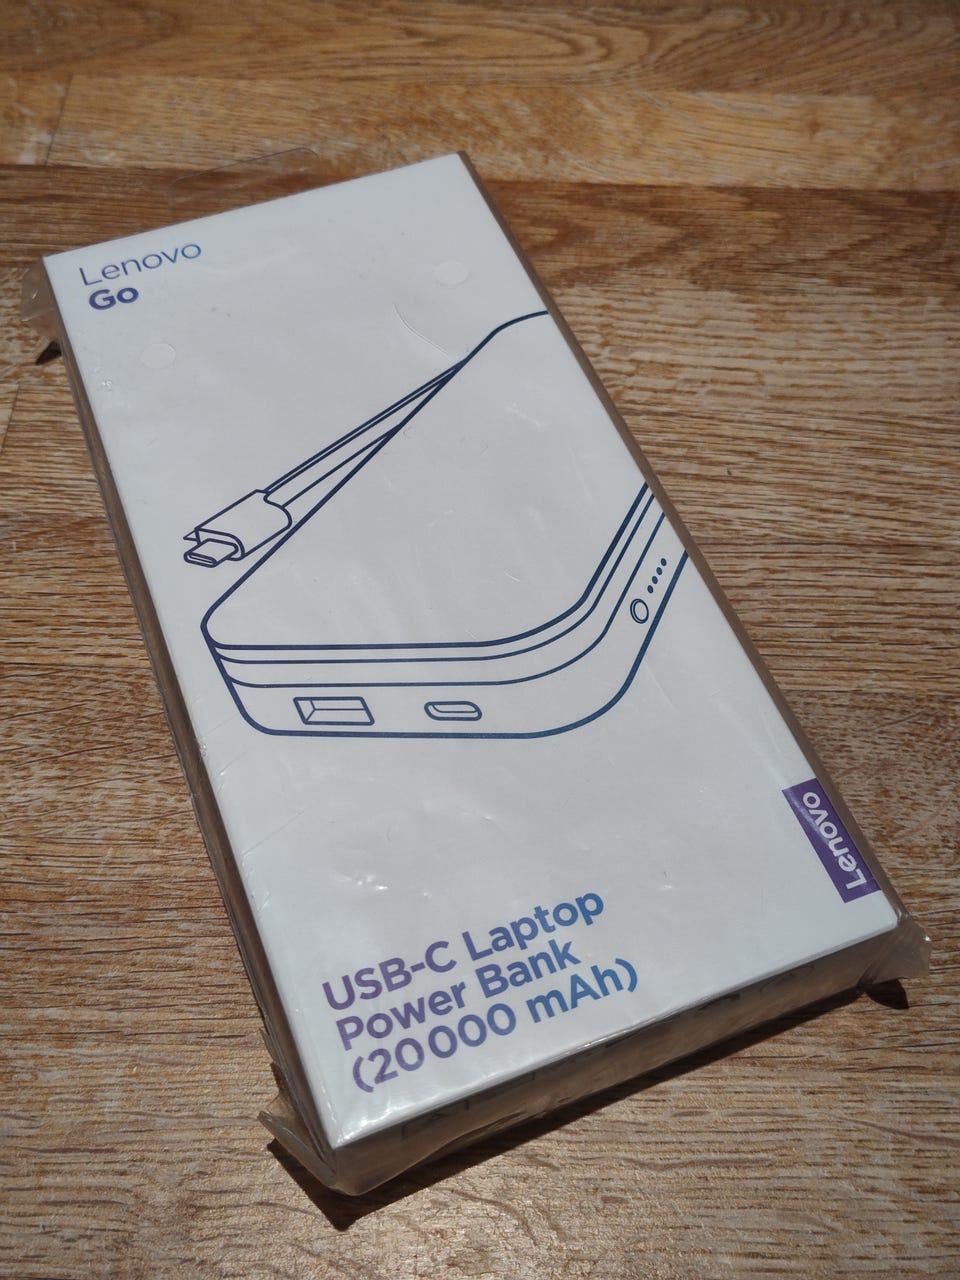 Lenovo
Go
Lenovo
USB-C Laptop
Power Bank
(20000 mAh)